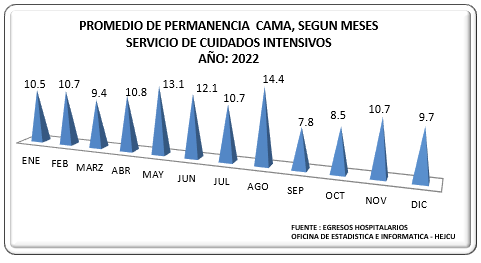 PROMEDIO DE PERMANENCIA  CAMA, SEGUN MESES
SERVICIO DE CUIDADOS INTENSIVOS
AÑO: 2022
10.5 10.7 9.4 10.8 13.1 12.1 10.7 14.4 7.8 8.5 10.7 9.7
ENE FEB MARZ ABR MAY JUN JUL AGO SEP OCT NOV DIC
FUENTE : EGRESOS HOSPITALARIOS
OFICINA DE ESTADISTICA E INFORMATICA - HEJCU